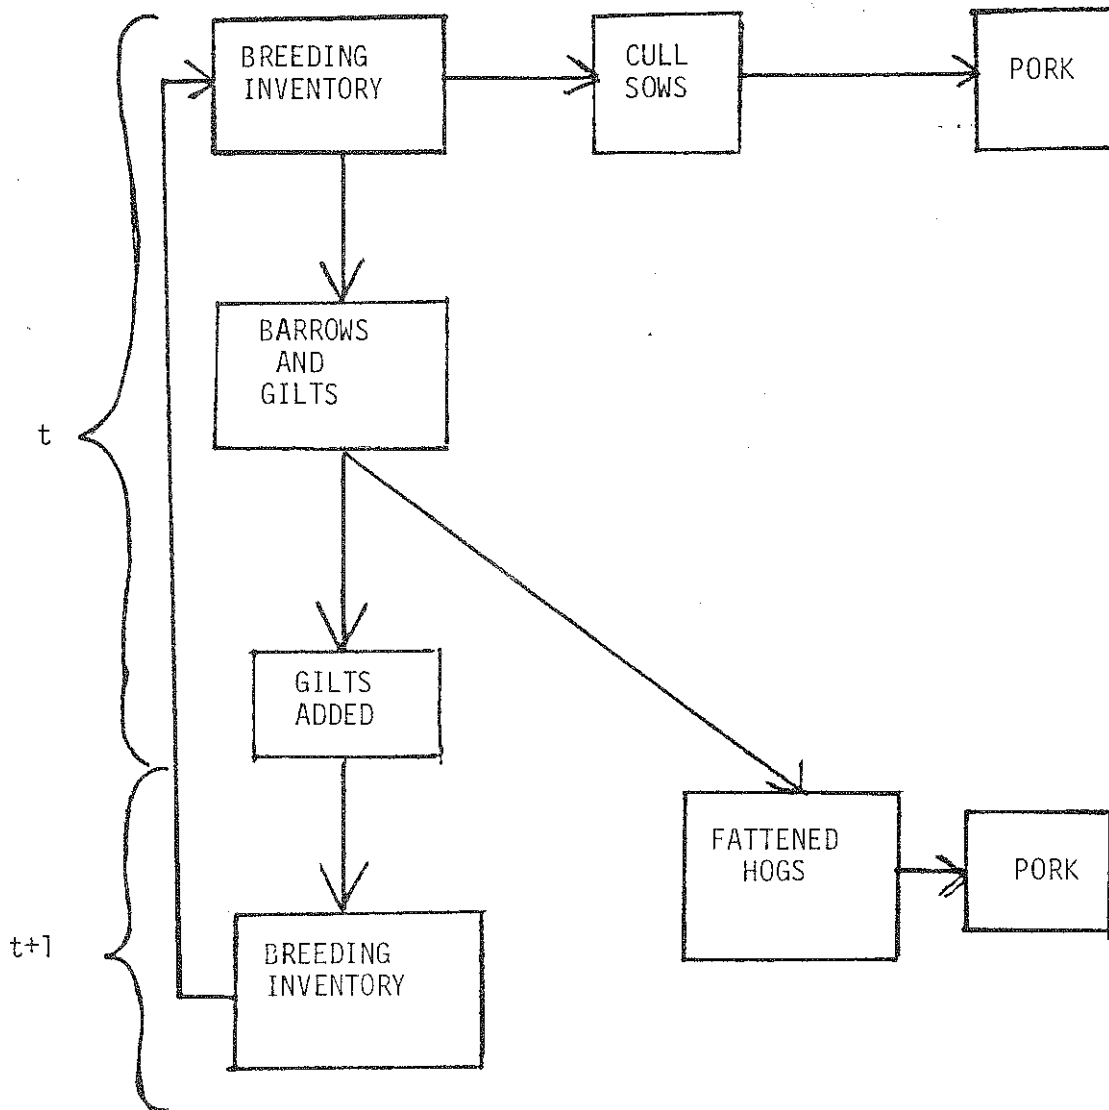 BREEDING
INVENTORY
CULL
SOWS
PORK
BARROWS
AND
GILTS
t
GILTS
ADDED
FATTENED
HOGS
PORK
t+1
BREEDING
INVENTORY